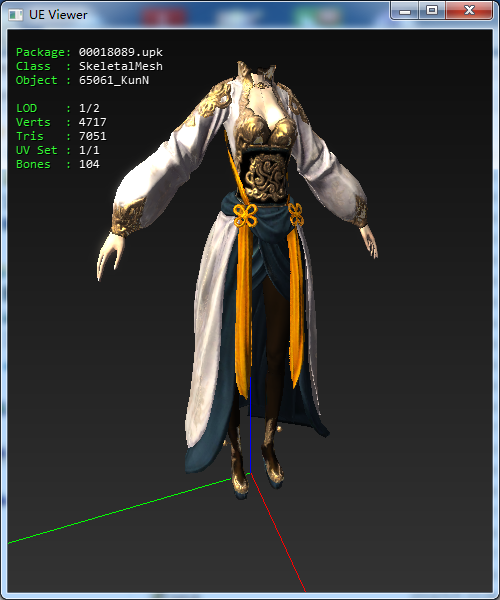 UE Viewer
Package: 00018089.upk
Class : SkeletalMesh
Object : 65061_KunN
LOD : 1/2
Verts : 4717
Tris : 7051
UV Set : 1/1
Bones : 104